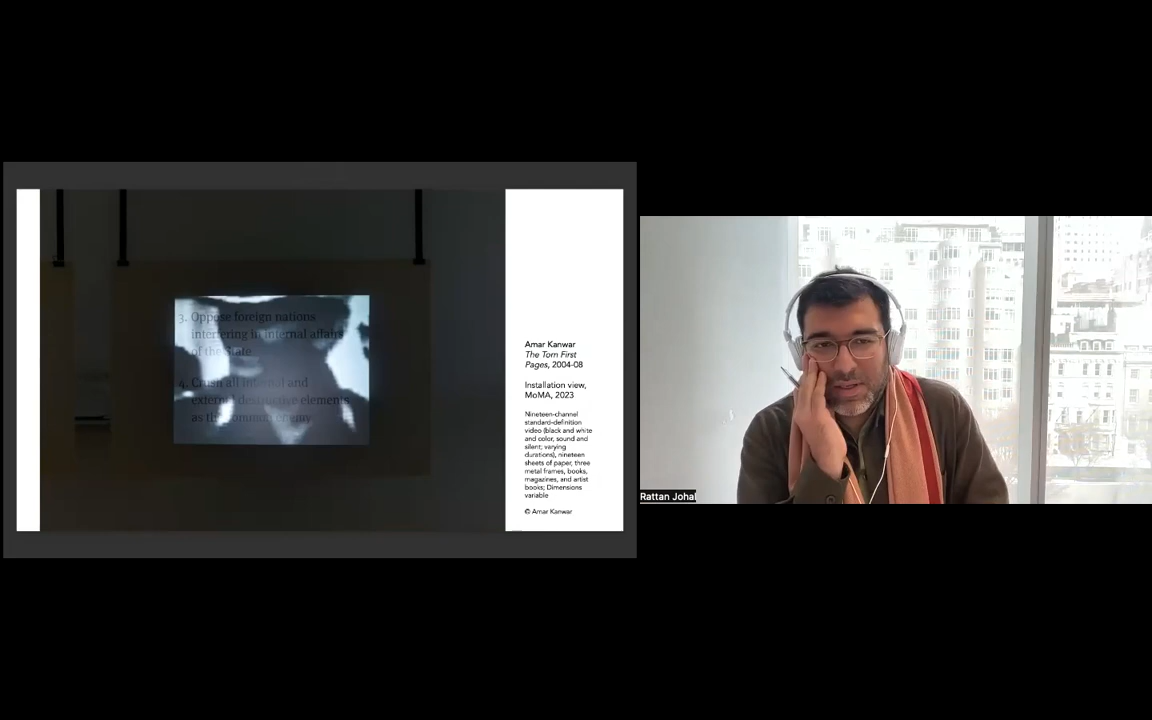 3. Oppose foreign nations
interfering in internal affairs
of the State
4. Crush all internal and
external destructive elements
as the common enemy
Amar Kanwar
The Torn First
Pages, 2004-08
Installation view,
MoMA, 2023
Nineteen-channel
standard-definition
video (black and white
and color, sound and
silent; varying
durations), nineteen
sheets of paper, three
metal frames, books,
magazines, and artist
books; Dimensions
variable
© Amar Kanwar
Rattan Johal